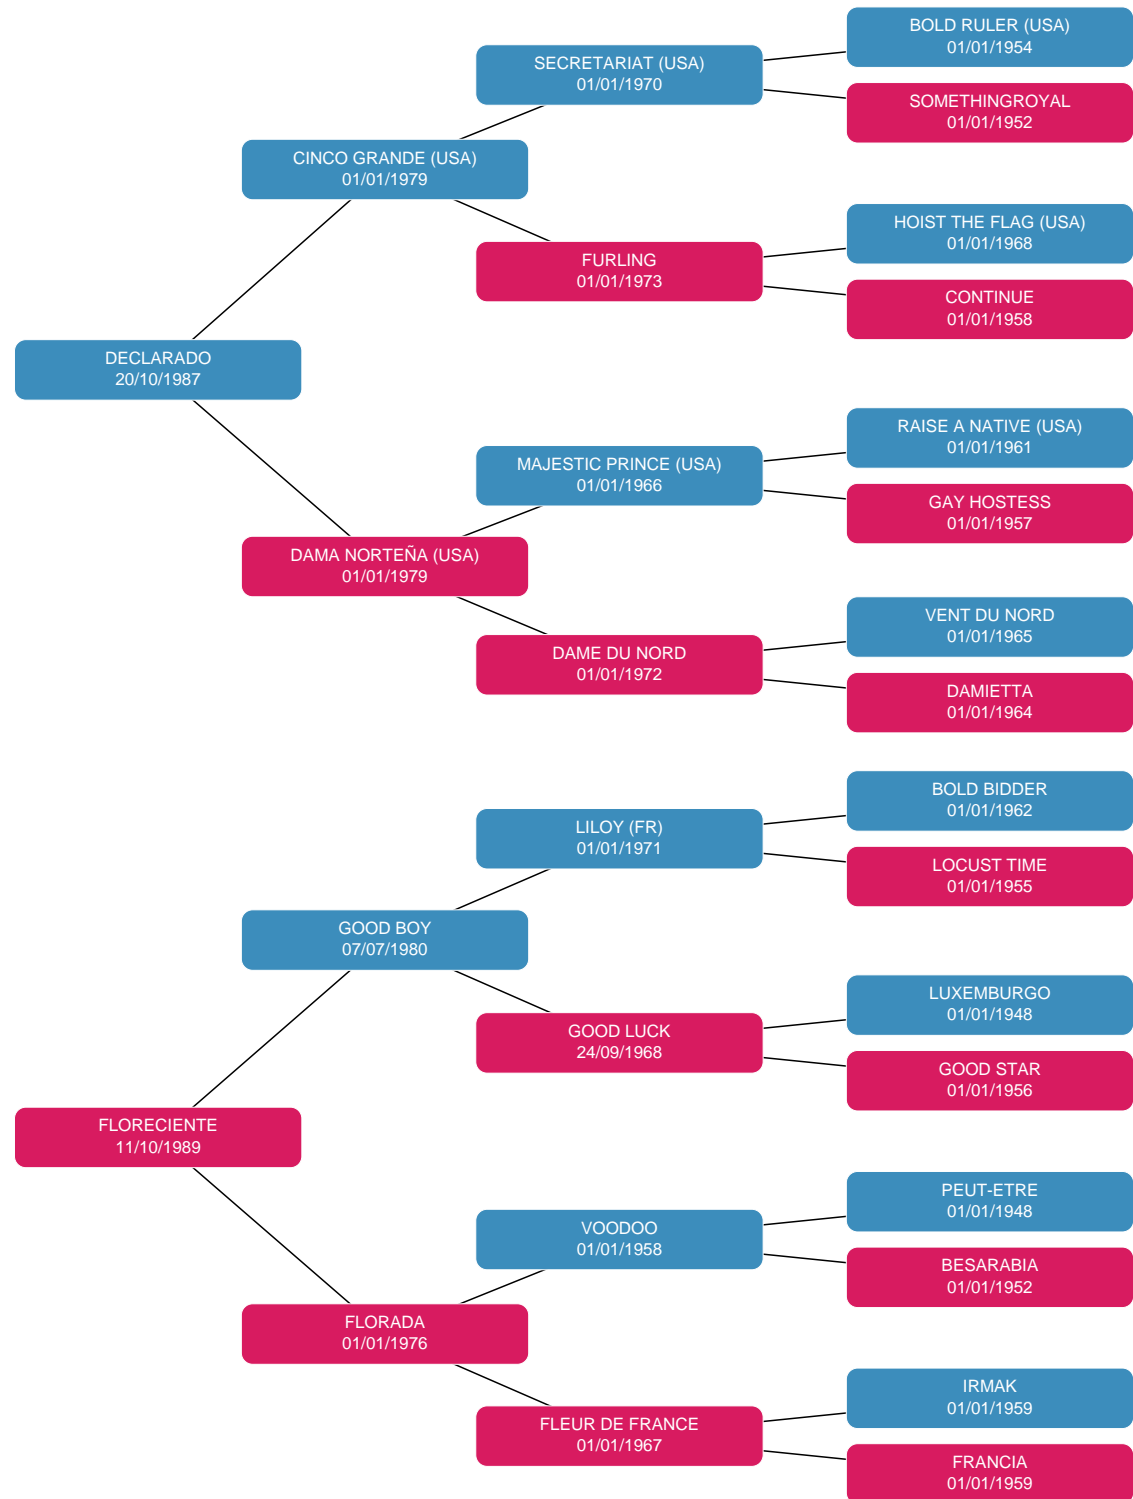 BOLD RULER (USA)
01/01/1954
SECRETARIAT (USA)
01/01/1970
SOMETHINGROYAL
01/01/1952
CINCO GRANDE (USA)
01/01/1979
HOIST THE FLAG (USA)
01/01/1968
FURLING
01/01/1973
CONTINUE
01/01/1958
DECLARADO
20/10/1987
RAISE A NATIVE (USA)
01/01/1961
MAJESTIC PRINCE (USA)
01/01/1966
GAY HOSTESS
01/01/1957
DAMA NORTEÑA (USA)
01/01/1979
VENT DU NORD
01/01/1965
DAME DU NORD
01/01/1972
DAMIETTA
01/01/1964
BOLD BIDDER
01/01/1962
LILOY (FR)
01/01/1971
LOCUST TIME
01/01/1955
GOOD BOY
07/07/1980
LUXEMBURGO
01/01/1948
GOOD LUCK
24/09/1968
GOOD STAR
01/01/1956
FLORECIENTE
11/10/1989
PEUT-ETRE
01/01/1948
VOODOO
01/01/1958
BESARABIA
01/01/1952
FLORADA
01/01/1976
IRMAK
01/01/1959
FLEUR DE FRANCE
01/01/1967
FRANCIA
01/01/1959